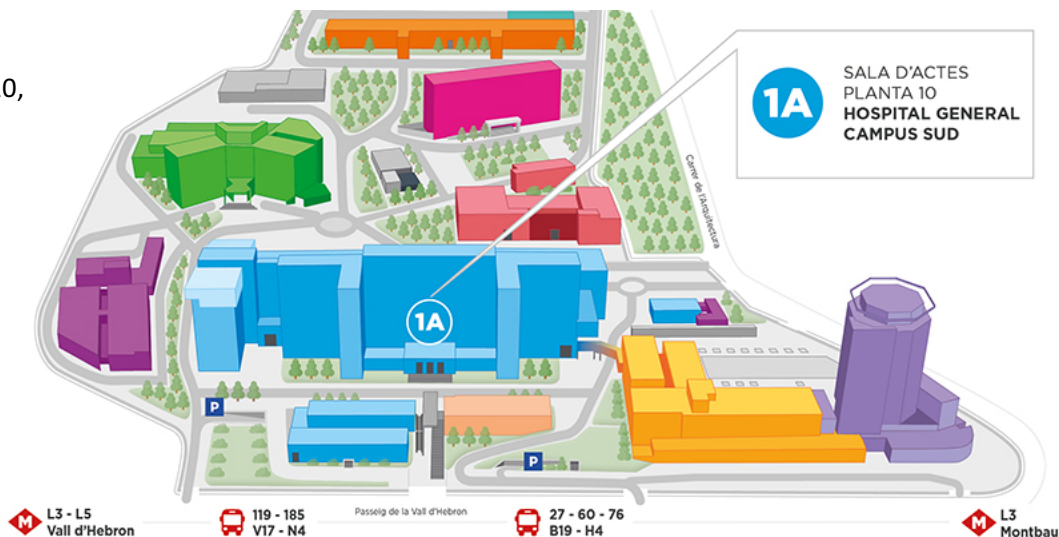 0,
1A
SALA D'ACTES
PLANTA 10
HOSPITAL GENERAL
CAMPUS SUD
Carrer de l'Arquitectura
1A
P
P
M
L3 - L5
Vall d'Hebron
119 - 185
V17 - N4
Passeig de la Vall d'Hebron
27 - 60 - 76
B19 - H4
M
L3
Montbau